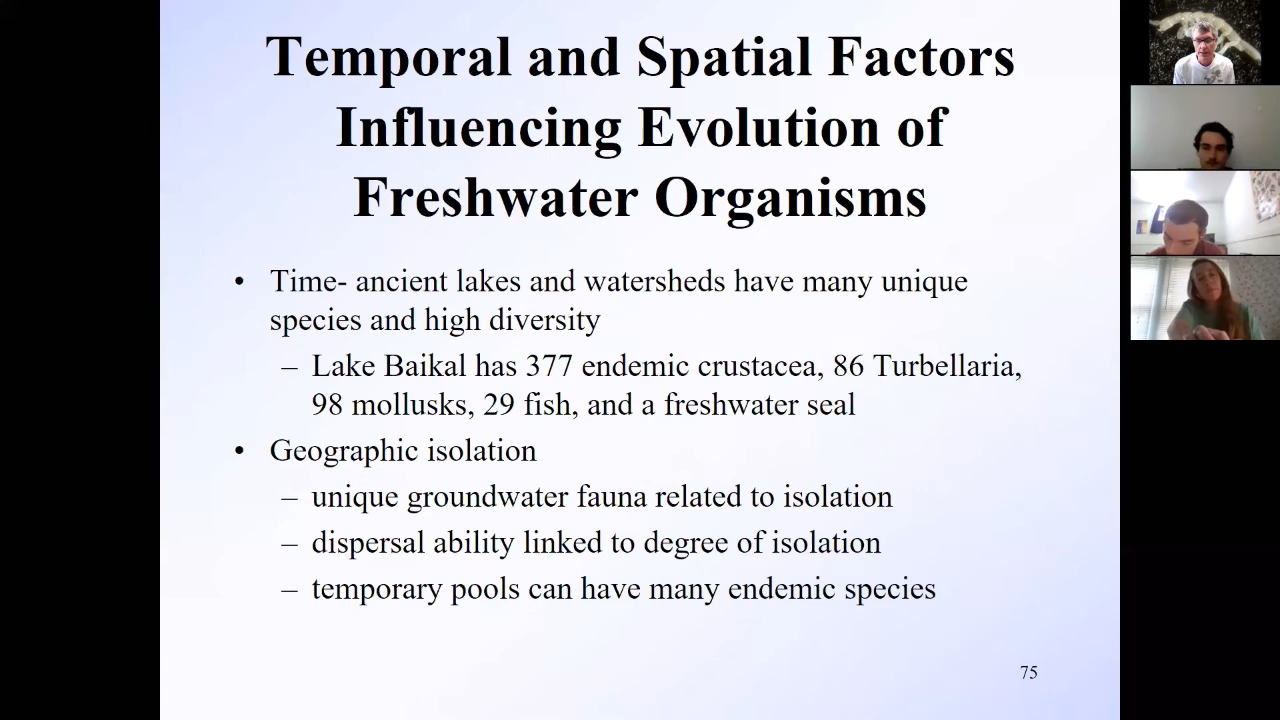 Temporal and Spatial Factors
Influencing Evolution of
Freshwater Organisms
• Time- ancient lakes and watersheds have many unique
species and high diversity
– Lake Baikal has 377 endemic crustacea, 86 Turbellaria,
98 mollusks, 29 fish, and a freshwater seal
• Geographic isolation
– unique groundwater fauna related to isolation
– dispersal ability linked to degree of isolation
– temporary pools can have many endemic species
75